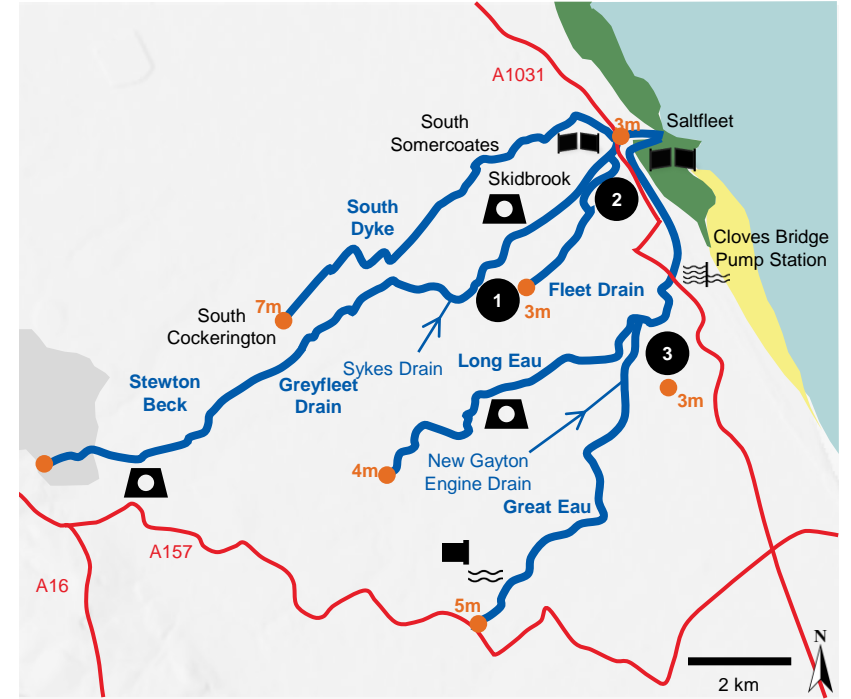 A1031
3m
Saltfleet
South
Somercoates
Skidbrook
2
South
Dyke
Cloves Bridge
Pump Station
7m
South
Cockerington
1
3m
Fleet Drain
Sykes Drain
Long Eau
3
Stewton
Beck
Greyfleet
Drain
3m
4m
New Gayton
Engine Drain
Great Eau
A157
A16
5m
N
2 km